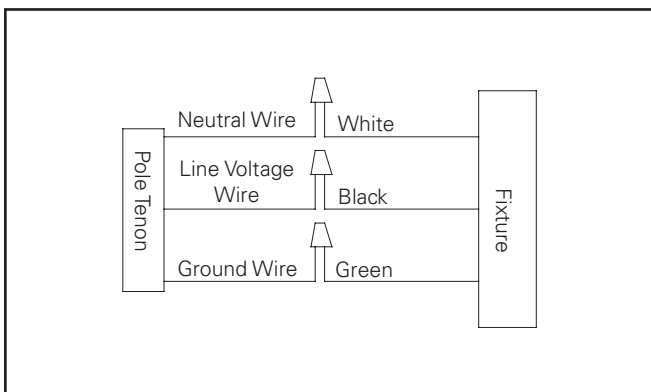 Neutral Wire
White
Pole Tenon
Line Voltage
Wire
Black
Fixture
Ground Wire
Green